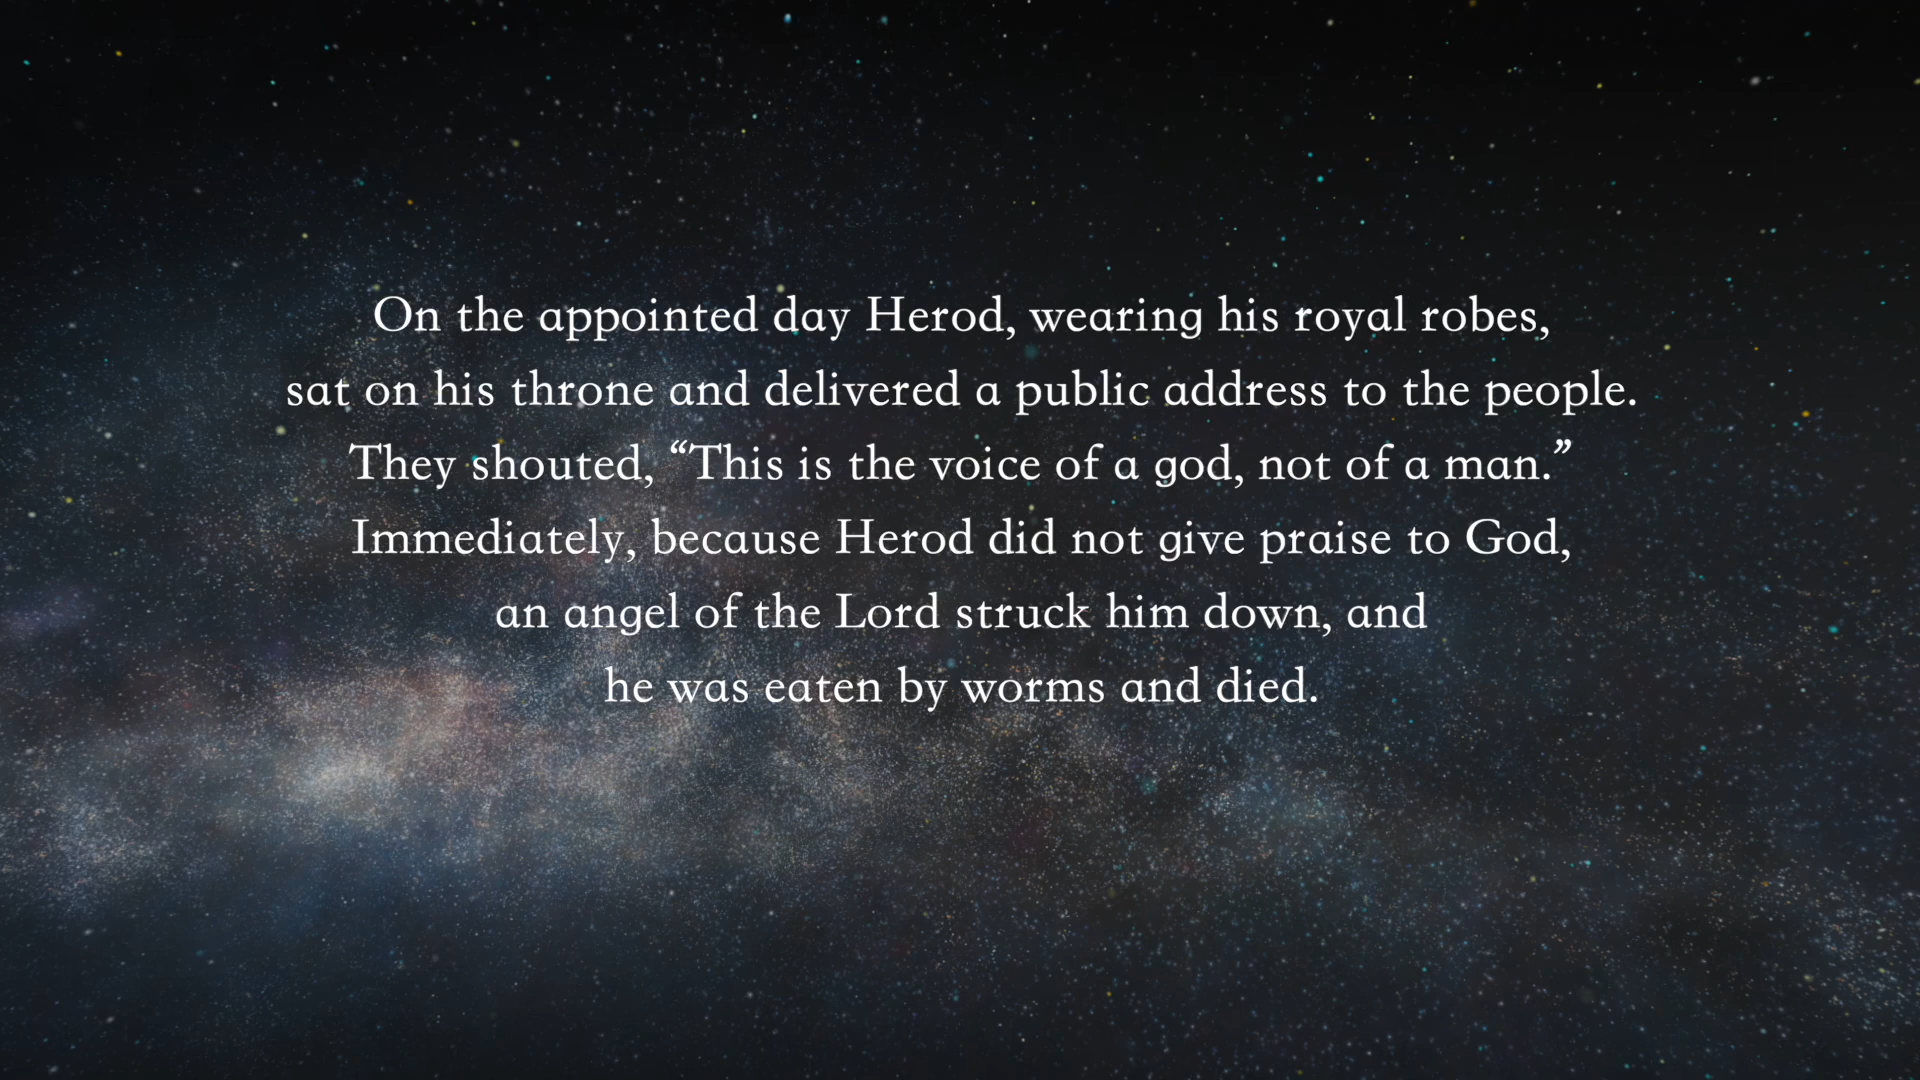 On the appointed day Herod, wearing his royal robes,
sat on his throne and delivered a public address to the people.
They shouted, “This is the voice of a god, not of a man.”
Immediately, because Herod did not give praise to God,
an angel of the Lord struck him down, and
he was eaten by worms and died.